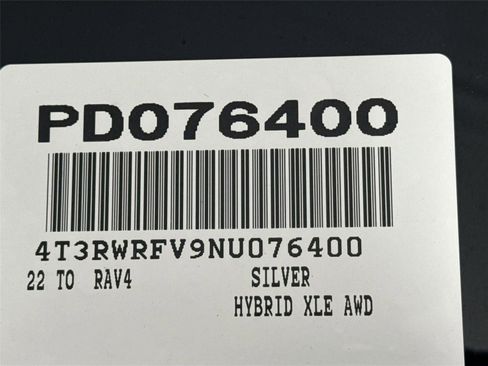 PD076400
4T3RWRFV9NU076400
22 TO RAV4 SILVER
HYBRID XLE AWD